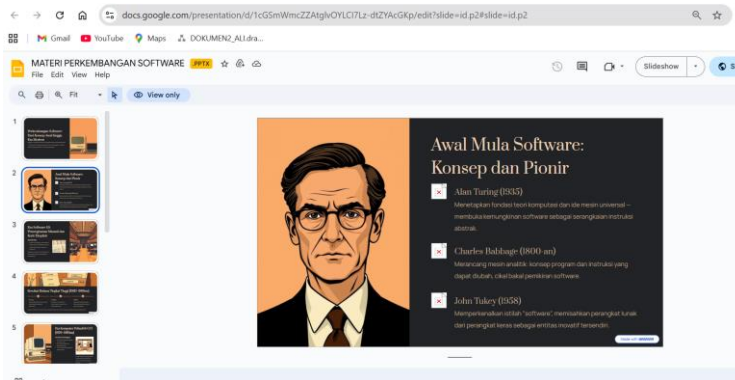 docs.google.com/presentation/d/1cGSmWmcZZAtglvOYLCl7Lz-dtZYAcGKp/edit?slide=id.p2#slide=id.p2
Gmail YouTube Maps DOKUMEN2_ALI.dra...
MATERI PERKEMBANGAN SOFTWARE .PPTX
File Edit View Help
Slideshow
Fit
View only
1
2
3
4
5
Awal Mula Software:
Konsep dan Pionir
Alan Turing (1935)
Menetapkan fondasi teori komputasi dan ide mesin universal –
membuka kemungkinan software sebagai serangkaian instruksi
abstrak.
Charles Babbage (1800-an)
Merancang mesin analitik: konsep program dan instruksi yang
dapat diubah, cikal bakal pemikiran software.
John Tukey (1958)
Memperkenalkan istilah "software", memisahkan perangkat lunak
dari perangkat keras sebagai entitas inovatif tersendiri.